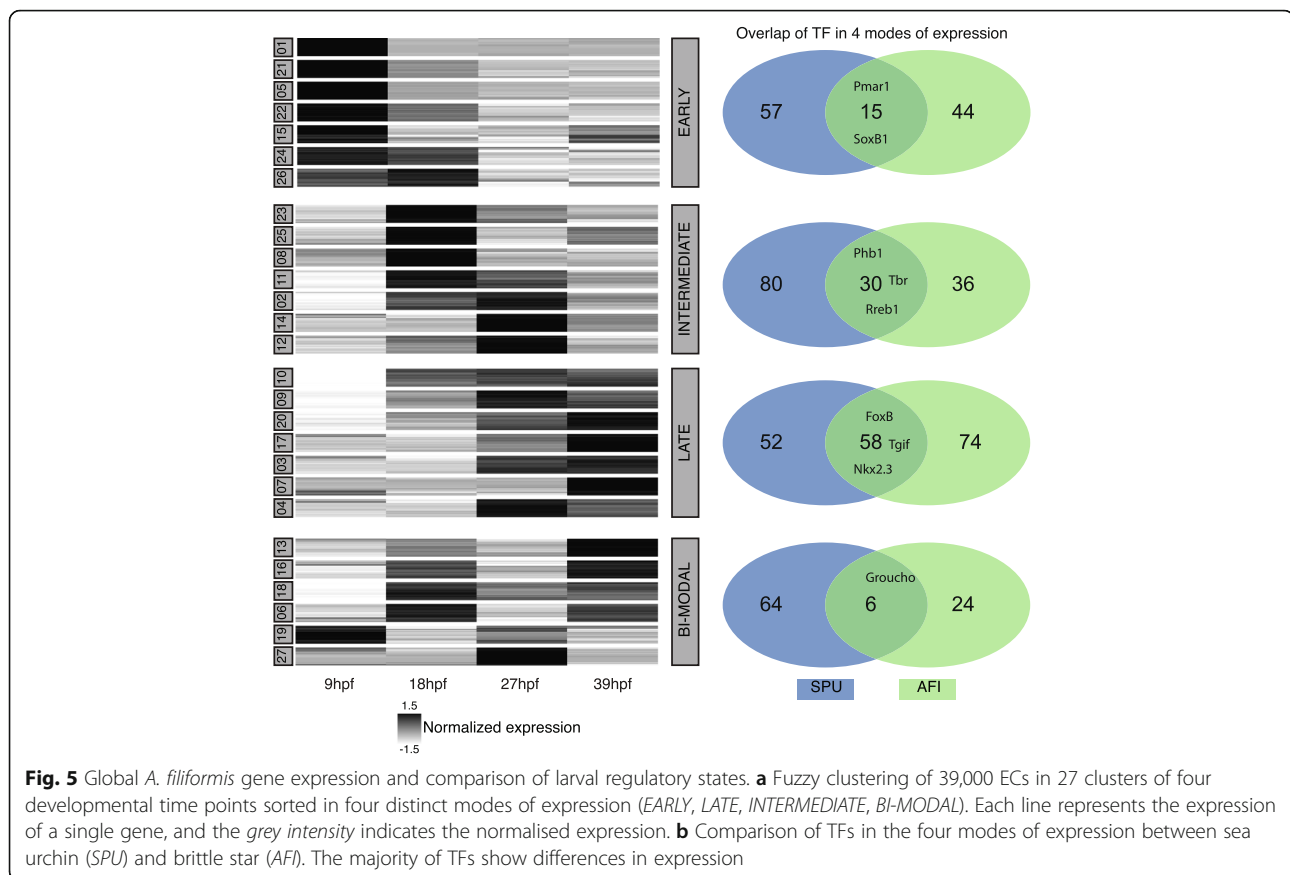 Overlap of TF in 4 modes of expression
01
21
05
22
15
24
26
EARLY
57
Pmar1
15
SoxB1
44
23
25
08
11
02
14
12
INTERMEDIATE
80
Phb1
30 Tbr
Rreb1
36
10
09
20
17
03
07
04
LATE
52
FoxB
58 Tgif
Nkx2.3
74
13
16
18
06
19
27
BI-MODAL
64
Groucho
6
24
9hpf 18hpf 27hpf 39hpf
SPU AFI
1.5
Normalized expression
-1.5
Fig. 5 Global A. filiformis gene expression and comparison of larval regulatory states. a Fuzzy clustering of 39,000 ECs in 27 clusters of four
developmental time points sorted in four distinct modes of expression (EARLY, LATE, INTERMEDIATE, BI-MODAL). Each line represents the expression
of a single gene, and the grey intensity indicates the normalised expression. b Comparison of TFs in the four modes of expression between sea
urchin (SPU) and brittle star (AFI). The majority of TFs show differences in expression